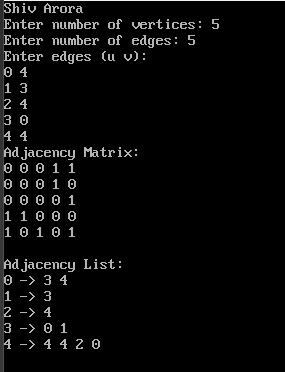 Shiv Arora
Enter number of vertices: 5
Enter number of edges: 5
Enter edges (u v):
0 4
1 3
2 4
3 0
4 4
Adjacency Matrix:
0 0 0 1 1
0 0 0 1 0
0 0 0 0 1
1 1 0 0 0
1 0 1 0 1
Adjacency List:
0 -> 3 4
1 -> 3
2 -> 4
3 -> 0 1
4 -> 4 4 2 0